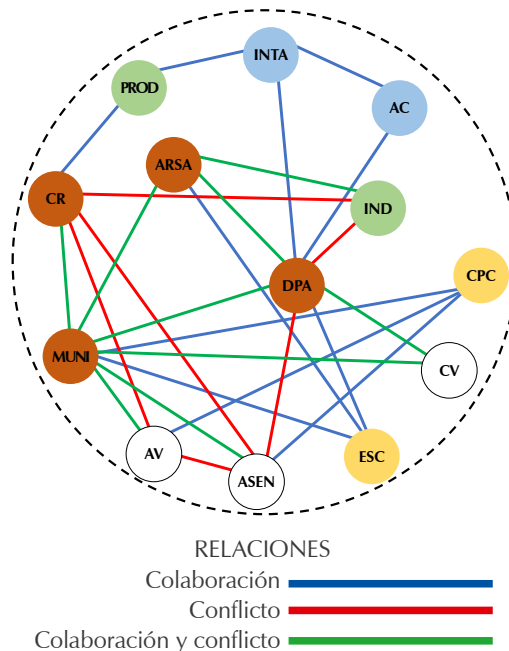 INTA
PROD
AC
ARSA
CR
IND
DPA
CPC
MUNI
CV
AV
ESC
ASEN
RELACIONES
Colaboración
Conflicto
Colaboración y conflicto